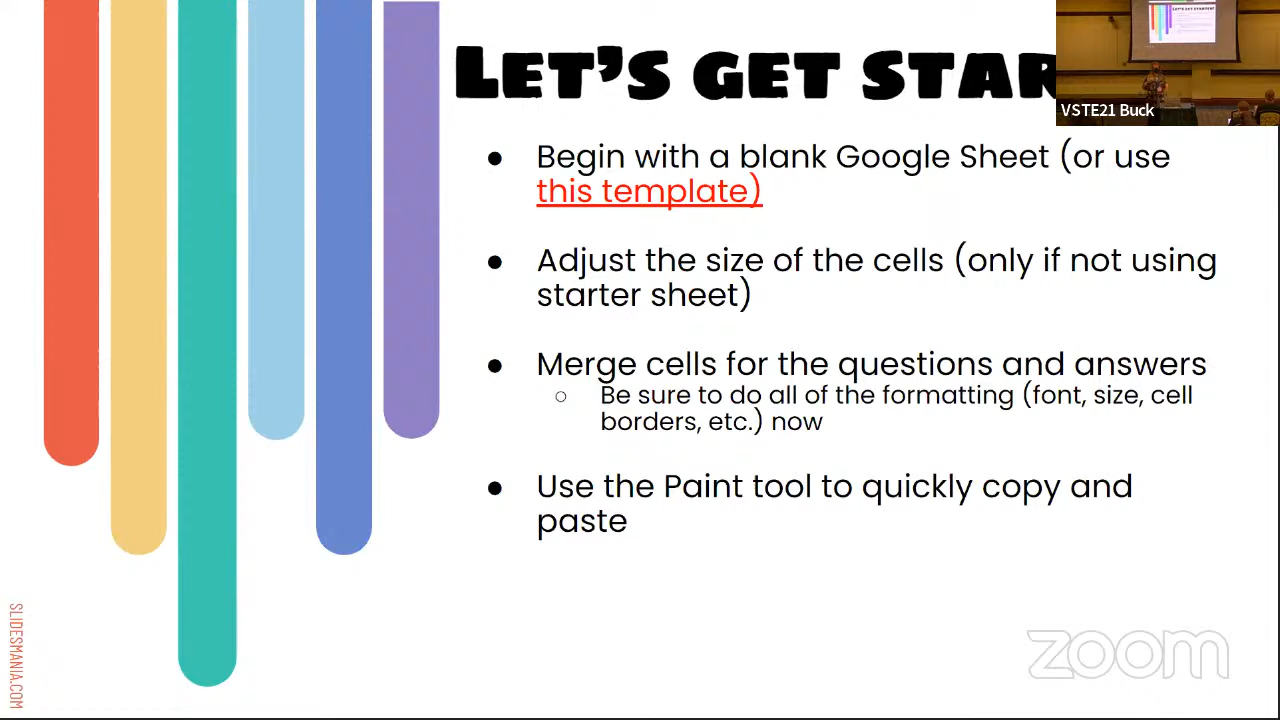 LET'S GET STAR
VSTE21 Buck
● Begin with a blank Google Sheet (or use
this template)
● Adjust the size of the cells (only if not using
starter sheet)
● Merge cells for the questions and answers
○ Be sure to do all of the formatting (font, size, cell
borders, etc.) now
● Use the Paint tool to quickly copy and
paste
SLIDESMANIA.COM
zoom